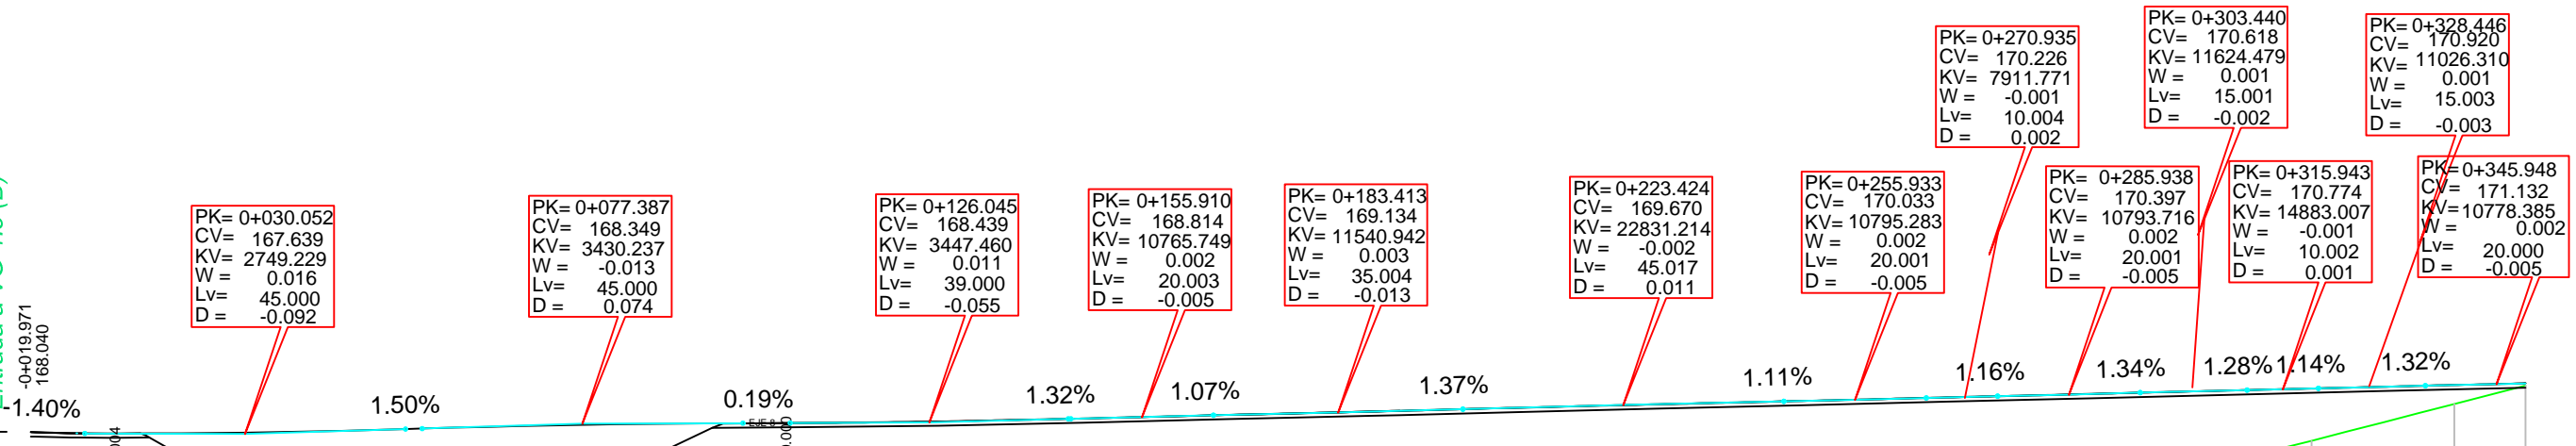 PK= 0+030.052
CV= 167.639
KV= 2749.229
W = 0.016
Lv= 45.000
D = -0.092
PK= 0+077.387
CV= 168.349
KV= 3430.237
W = -0.013
Lv= 45.000
D = 0.074
PK= 0+126.045
CV= 168.439
KV= 3447.460
W = 0.011
Lv= 39.000
D = -0.055
PK= 0+155.910
CV= 168.814
KV= 10765.749
W = 0.002
Lv= 20.003
D = -0.005
PK= 0+183.413
CV= 169.134
KV= 11540.942
W = 0.003
Lv= 35.004
D = -0.013
PK= 0+223.424
CV= 169.670
KV= 22831.214
W = -0.002
Lv= 45.017
D = 0.011
PK= 0+255.933
CV= 170.033
KV= 10795.283
W = 0.002
Lv= 20.001
D = -0.005
PK= 0+270.935
CV= 170.226
KV= 7911.771
W = -0.001
Lv= 10.004
D = 0.002
PK= 0+285.938
CV= 170.397
KV= 10793.716
W = 0.002
Lv= 20.001
D = -0.005
PK= 0+303.440
CV= 170.618
KV= 11624.479
W = 0.001
Lv= 15.001
D = -0.002
PK= 0+315.943
CV= 170.774
KV= 14883.007
W = -0.001
Lv= 10.002
D = 0.001
PK= 0+328.446
CV= 170.920
KV= 11026.310
W = 0.001
Lv= 15.003
D = -0.003
PK= 0+345.948
CV= 171.132
KV= 10778.385
W = 0.002
Lv= 20.000
D = -0.005
-0+019.971
168.040
-1.40%
1.50%
0.19%
1.32%
1.07%
1.37%
1.11%
1.16%
1.34%
1.28%
1.14%
1.32%